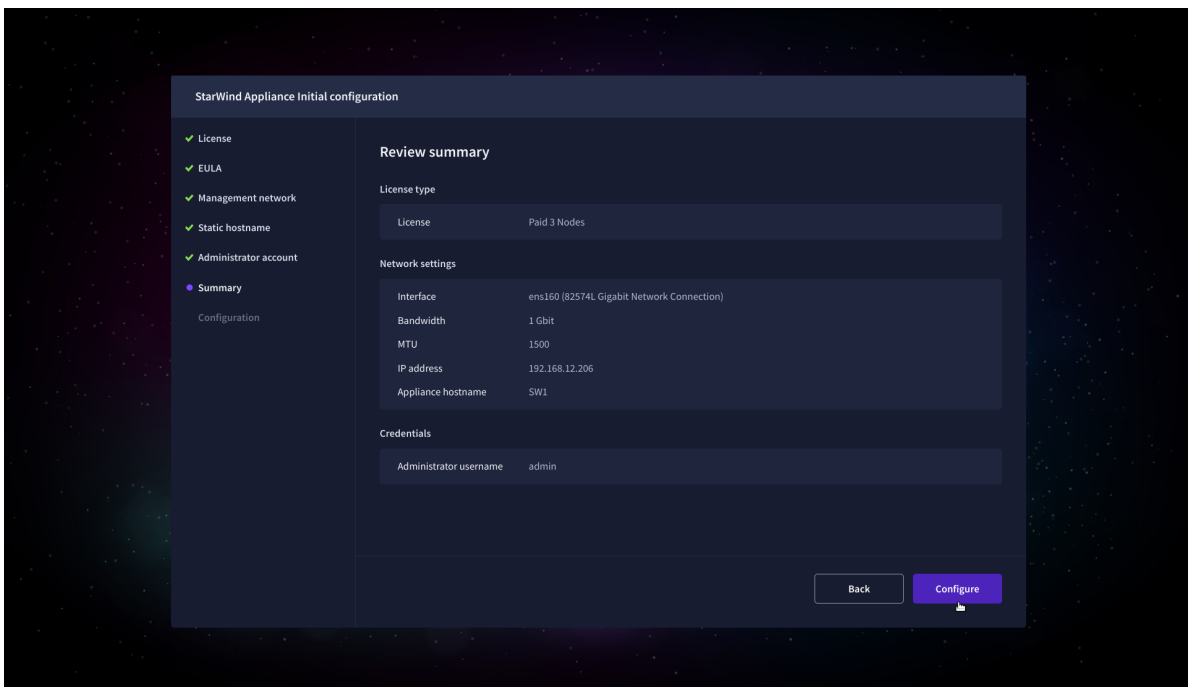 StarWind Appliance Initial configuration
License
EULA
Management network
Static hostname
Administrator account
Summary
Configuration
Review summary
License type
License Paid 3 Nodes
Network settings
Interface ens160 (82574L Gigabit Network Connection)
Bandwidth 1 Gbit
MTU 1500
IP address 192.168.12.206
Appliance hostname SW1
Credentials
Administrator username admin
Back Configure